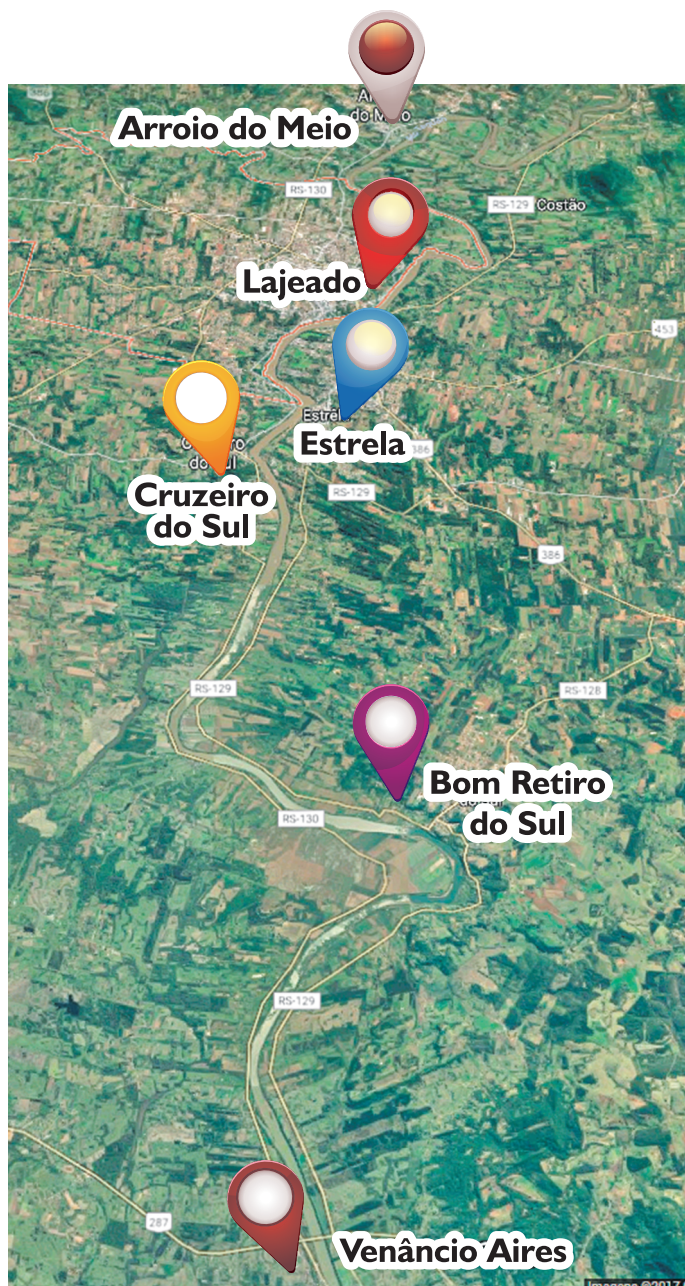 386
Arroio do Meio
RS-130
RS-129
Costão
Lajeado
453
Estrela
386
Cruzeiro
do Sul
RS-129
386
RS-129
RS-128
Bom Retiro
do Sul
RS-130
RS-129
287
Venâncio Aires